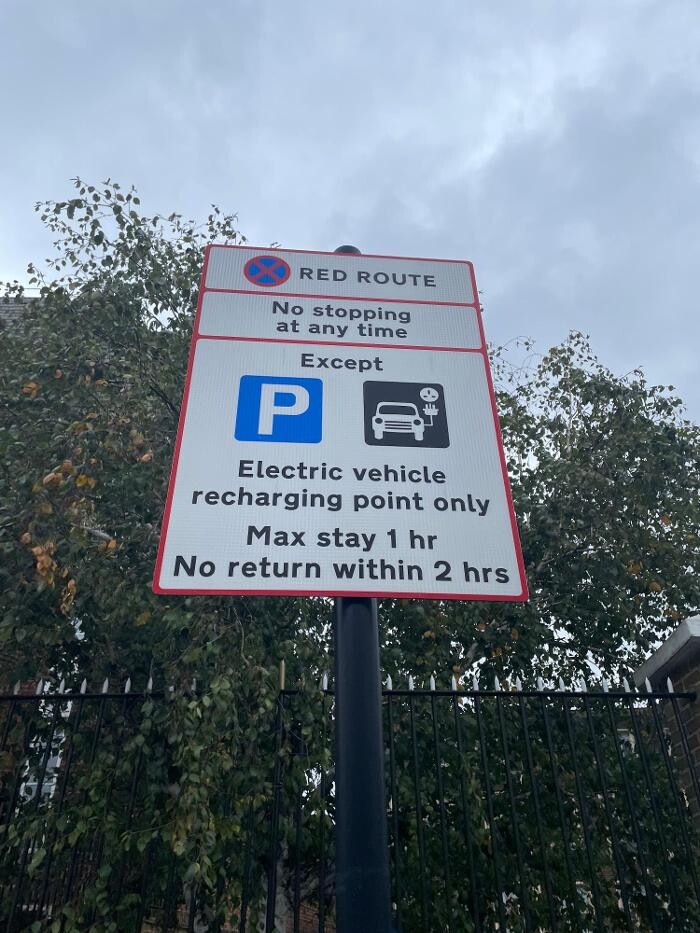 RED ROUTE
No stopping
at any time
Except
P
Electric vehicle
recharging point only
Max stay 1 hr
No return within 2 hrs